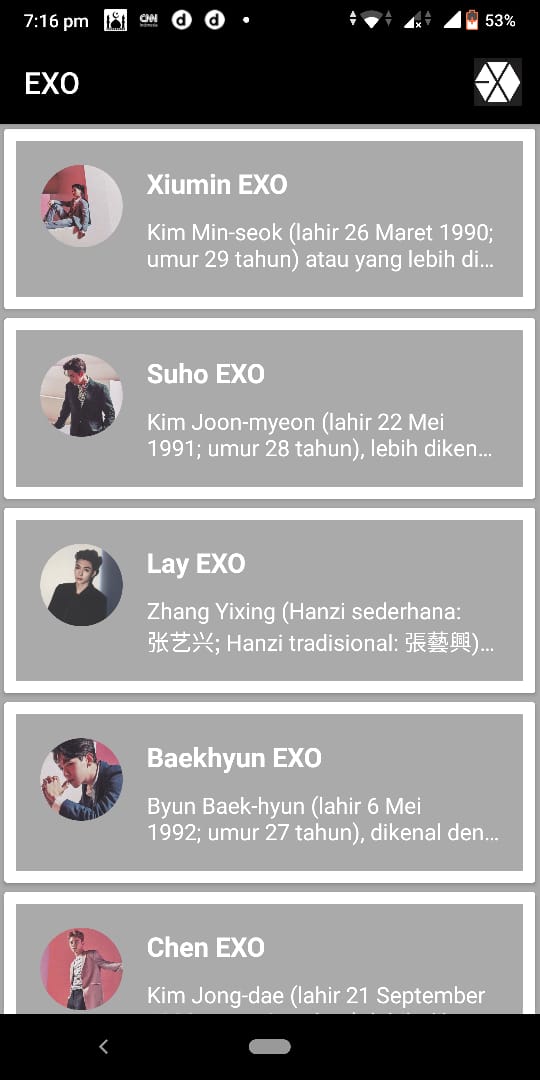 7:16 pm CNN Indonesia d d 53%
EXO
Xiumin EXO
Kim Min-seok (lahir 26 Maret 1990;
umur 29 tahun) atau yang lebih di...
Suho EXO
Kim Joon-myeon (lahir 22 Mei
1991; umur 28 tahun), lebih diken...
Lay EXO
Zhang Yixing (Hanzi sederhana:
张艺兴; Hanzi tradisional: 張藝興)...
Baekhyun EXO
Byun Baek-hyun (lahir 6 Mei
1992; umur 27 tahun), dikenal den...
Chen EXO
Kim Jong-dae (lahir 21 September